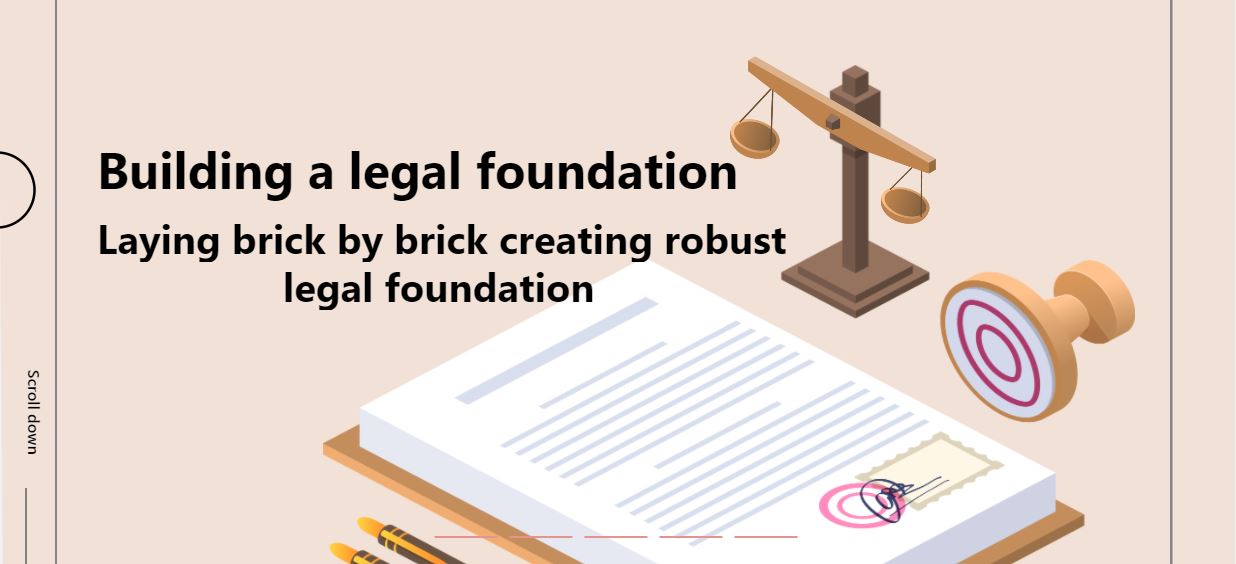 Building a legal foundation
Laying brick by brick creating robust
legal foundation
Scroll down